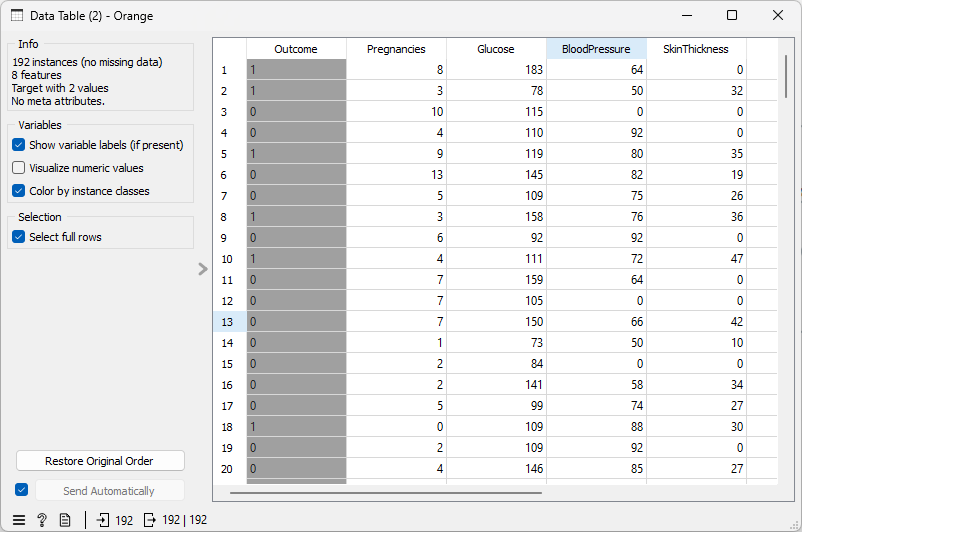 Data Table (2) - Orange
Info
192 instances (no missing data)
8 features
Target with 2 values
No meta attributes.
Variables
Show variable labels (if present)
Visualize numeric values
Color by instance classes
Selection
Select full rows
Outcome Pregnancies Glucose BloodPressure SkinThickness
1 1 8 183 64 0
2 1 3 78 50 32
3 0 10 115 0 0
4 0 4 110 92 0
5 1 9 119 80 35
6 0 13 145 82 19
7 0 5 109 75 26
8 1 3 158 76 36
9 0 6 92 92 0
10 1 4 111 72 47
11 0 7 159 64 0
12 0 7 105 0 0
13 0 7 150 66 42
14 0 1 73 50 10
15 0 2 84 0 0
16 0 2 141 58 34
17 0 5 99 74 27
18 1 0 109 88 30
19 0 2 109 92 0
20 0 4 146 85 27
Restore Original Order
Send Automatically
? 192 192 | 192